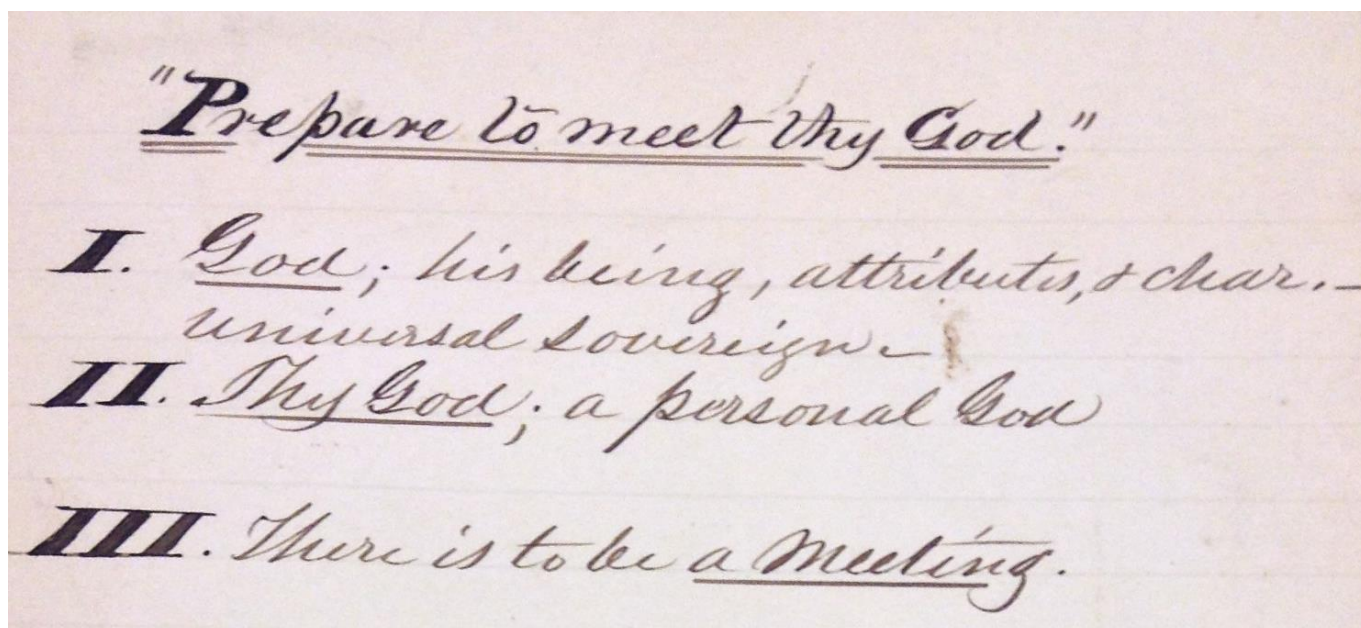 "Prepare to meet thy God."
I. God; his being, attributes, & char. —
universal sovereign —
II. Thy God; a personal God
III. There is to be a Meeting.